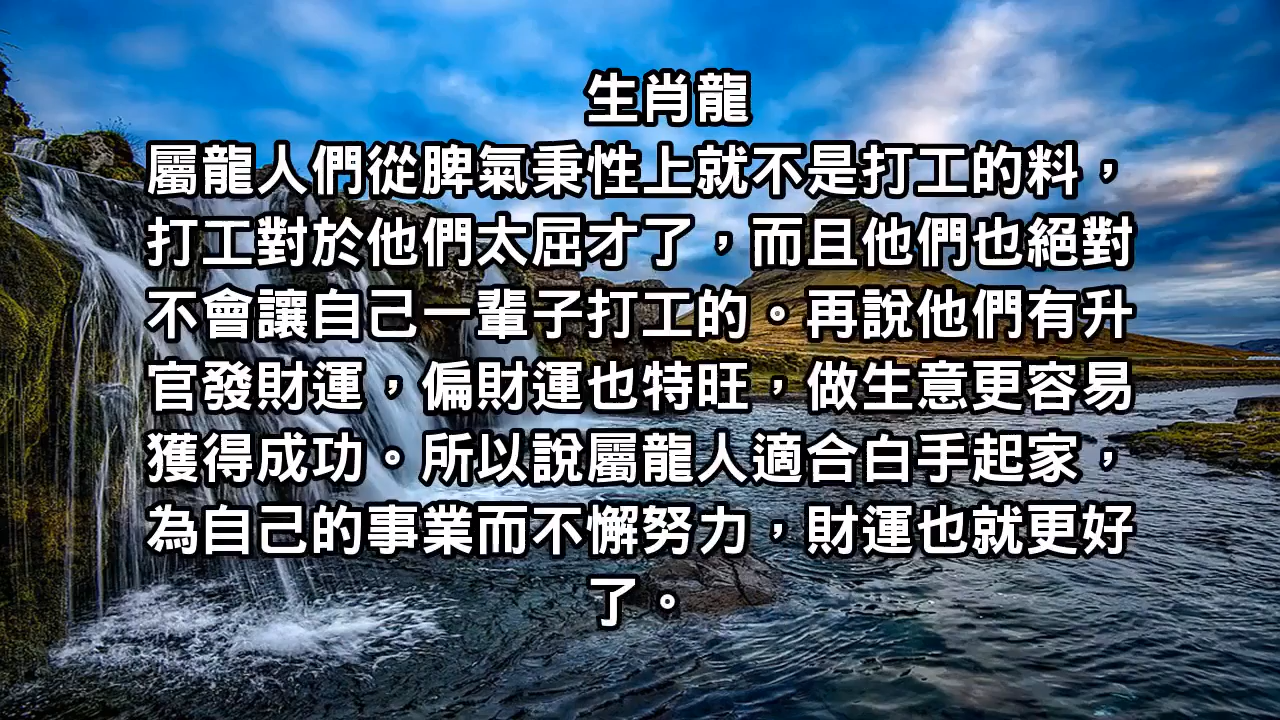 生肖龍
屬龍人們從脾氣秉性上就不是打工的料，
打工對於他們太屈才了，而且他們也絕對
不會讓自己一輩子打工的。再說他們有升
官發財運，偏財運也特旺，做生意更容易
獲得成功。所以說屬龍人適合白手起家，
為自己的事業而不懈努力，財運也就更好
了。